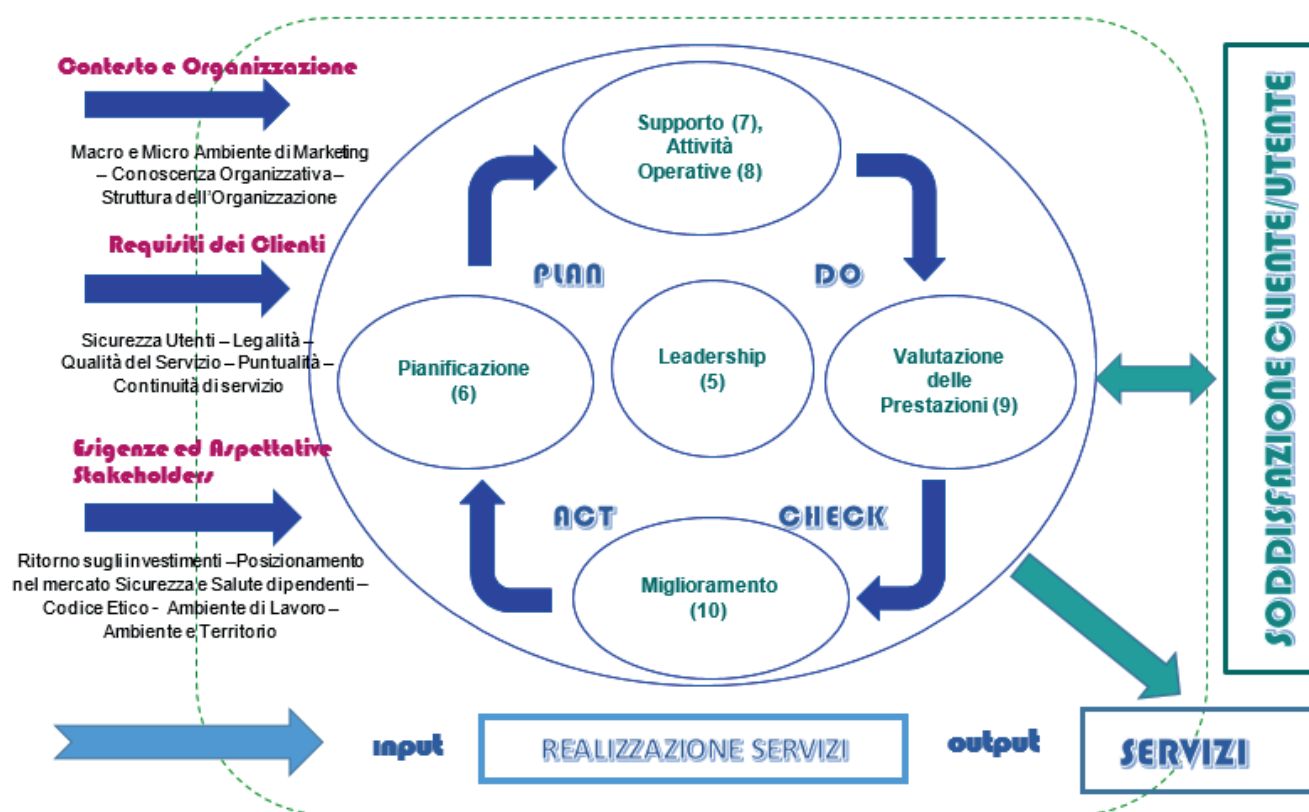 Contesto e Organizzazione
Macro e Micro Ambiente di Marketing
– Conoscenza Organizzativa –
Struttura dell'Organizzazione
Requisiti dei Clienti
Sicurezza Utenti – Legalità –
Qualità del Servizio – Puntualità –
Continuità di servizio
Esigenze ed Aspettative
Stakeholders
Ritorno sugli investimenti –Posizionamento
nel mercato Sicurezza e Salute dipendenti –
Codice Etico - Ambiente di Lavoro –
Ambiente e Territorio
Supporto (7),
Attività
Operative (8)
PLAN
DO
Pianificazione
(6)
Leadership
(5)
Valutazione
delle
Prestazioni (9)
ACT
CHECK
Miglioramento
(10)
SODDISFAZIONE CLIENTE/UTENTE
input
REALIZZAZIONE SERVIZI
output
SERVIZI